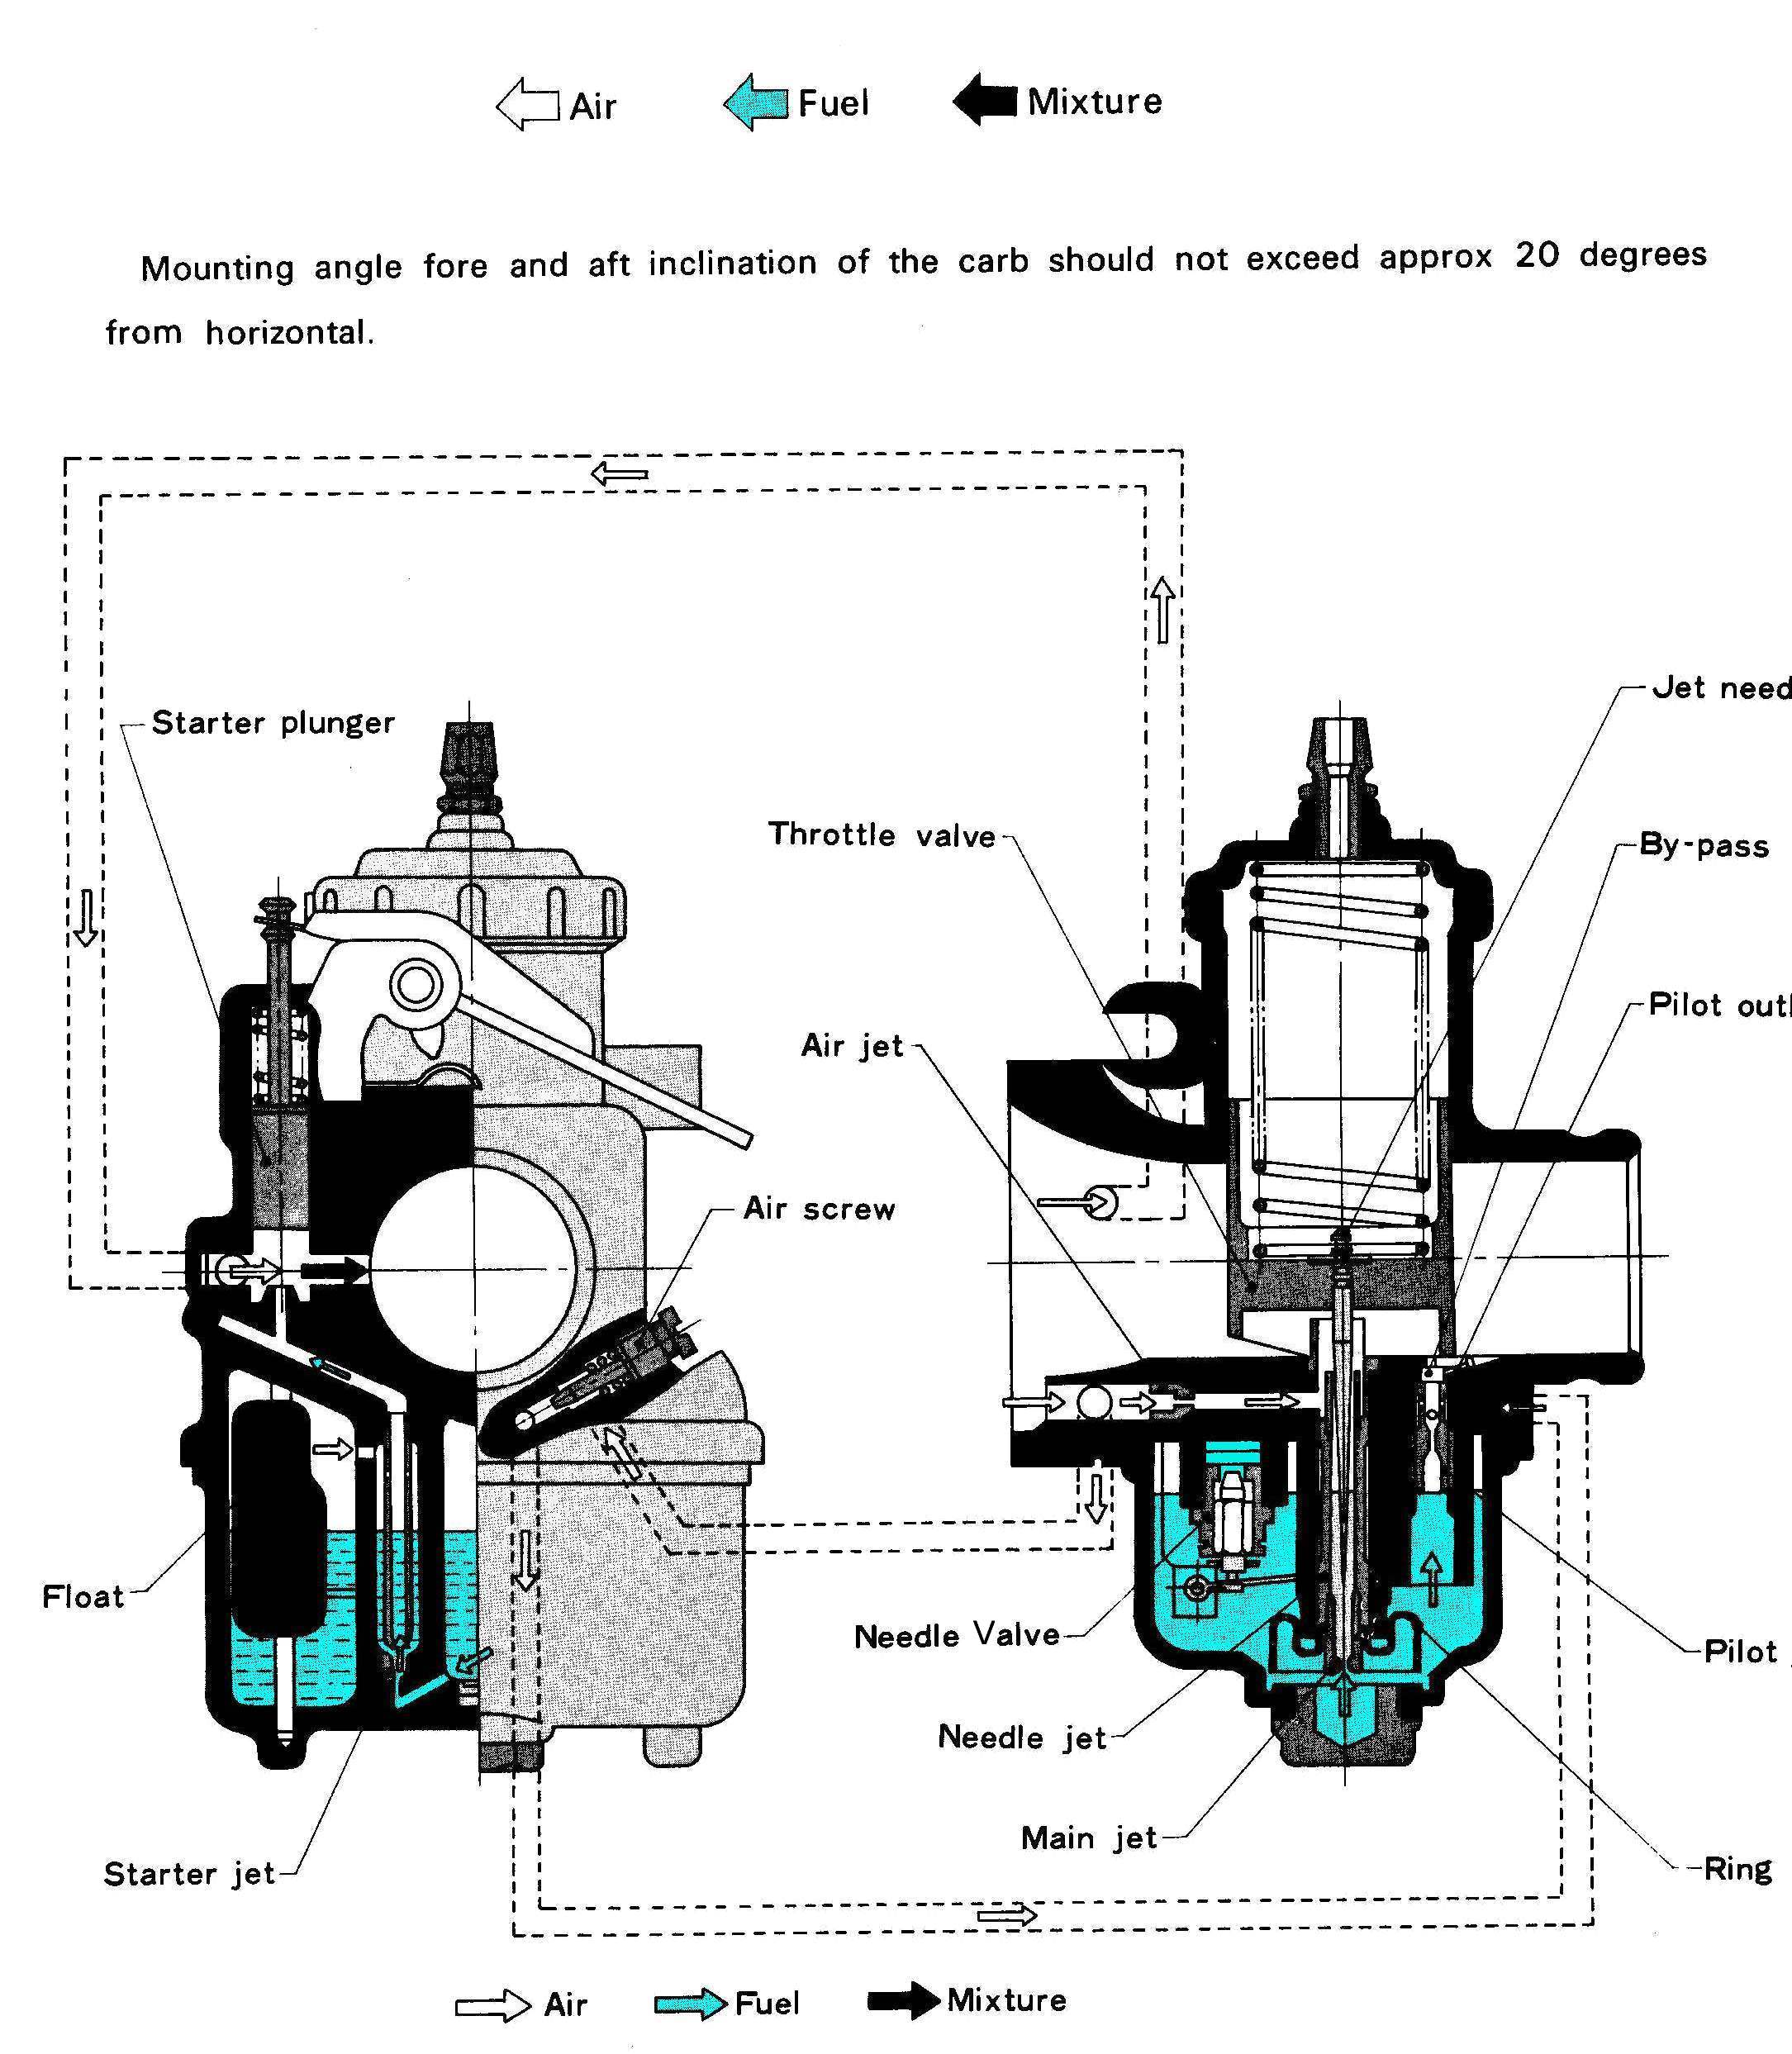 Air Fuel Mixture
Mounting angle fore and aft inclination of the carb should not exceed approx 20 degrees
from horizontal.
Jet need
Starter plunger
Throttle valve
By-pass
Pilot outl
Air jet
Air screw
Float
Needle Valve
Pilot
Needle jet
Main jet
Ring
Starter jet
Air Fuel Mixture